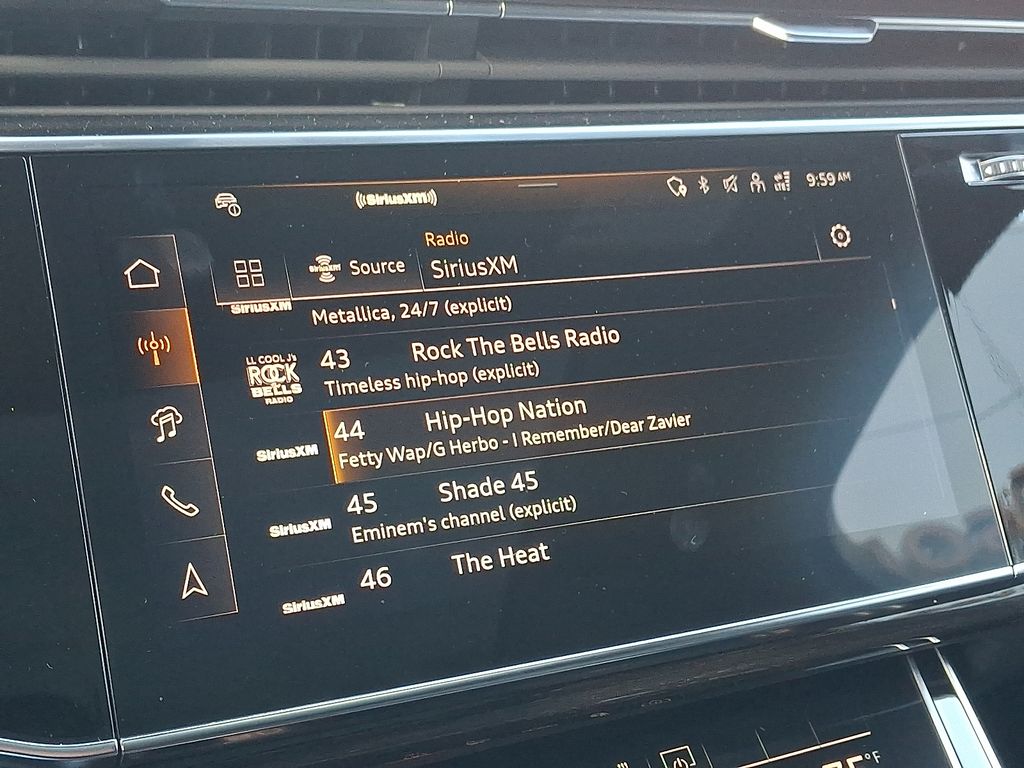 SiriusXM
9:59 AM
Radio
SiriusXM Source
SiriusXM
SiriusXM
Metallica, 24/7 (explicit)
LL COOL J's
ROCK
BELLS
RADIO
43 Rock The Bells Radio
Timeless hip-hop (explicit)
SiriusXM
44 Hip-Hop Nation
Fetty Wap/G Herbo - I Remember/Dear Zavier
SiriusXM
45 Shade 45
Eminem's channel (explicit)
SiriusXM
46 The Heat
°F